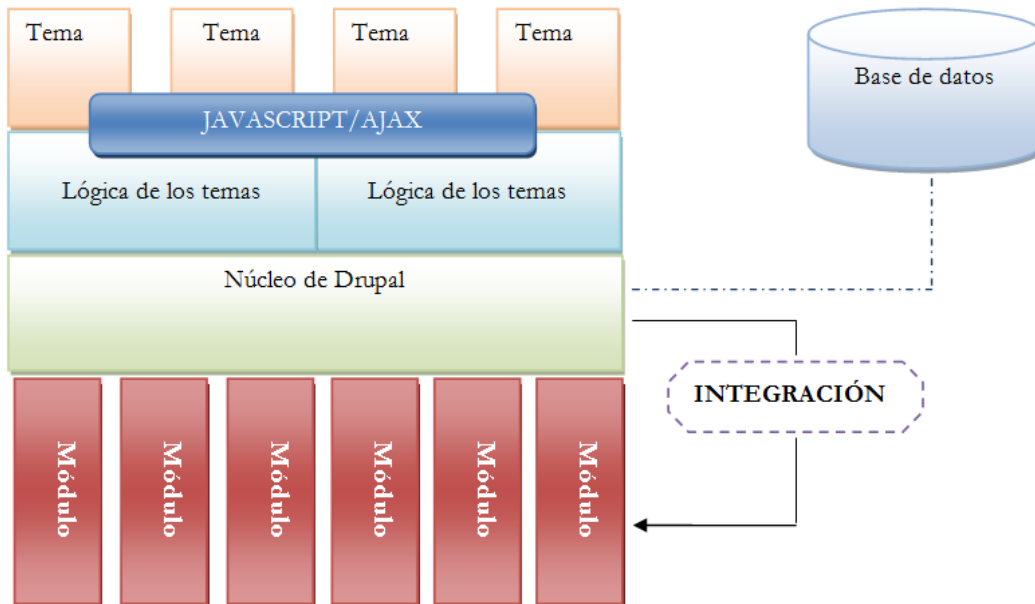 Tema
Tema
Tema
Tema
Base de datos
JAVASCRIPT/AJAX
Lógica de los temas
Lógica de los temas
Núcleo de Drupal
INTEGRACIÓN
Módulo
Módulo
Módulo
Módulo
Módulo
Módulo